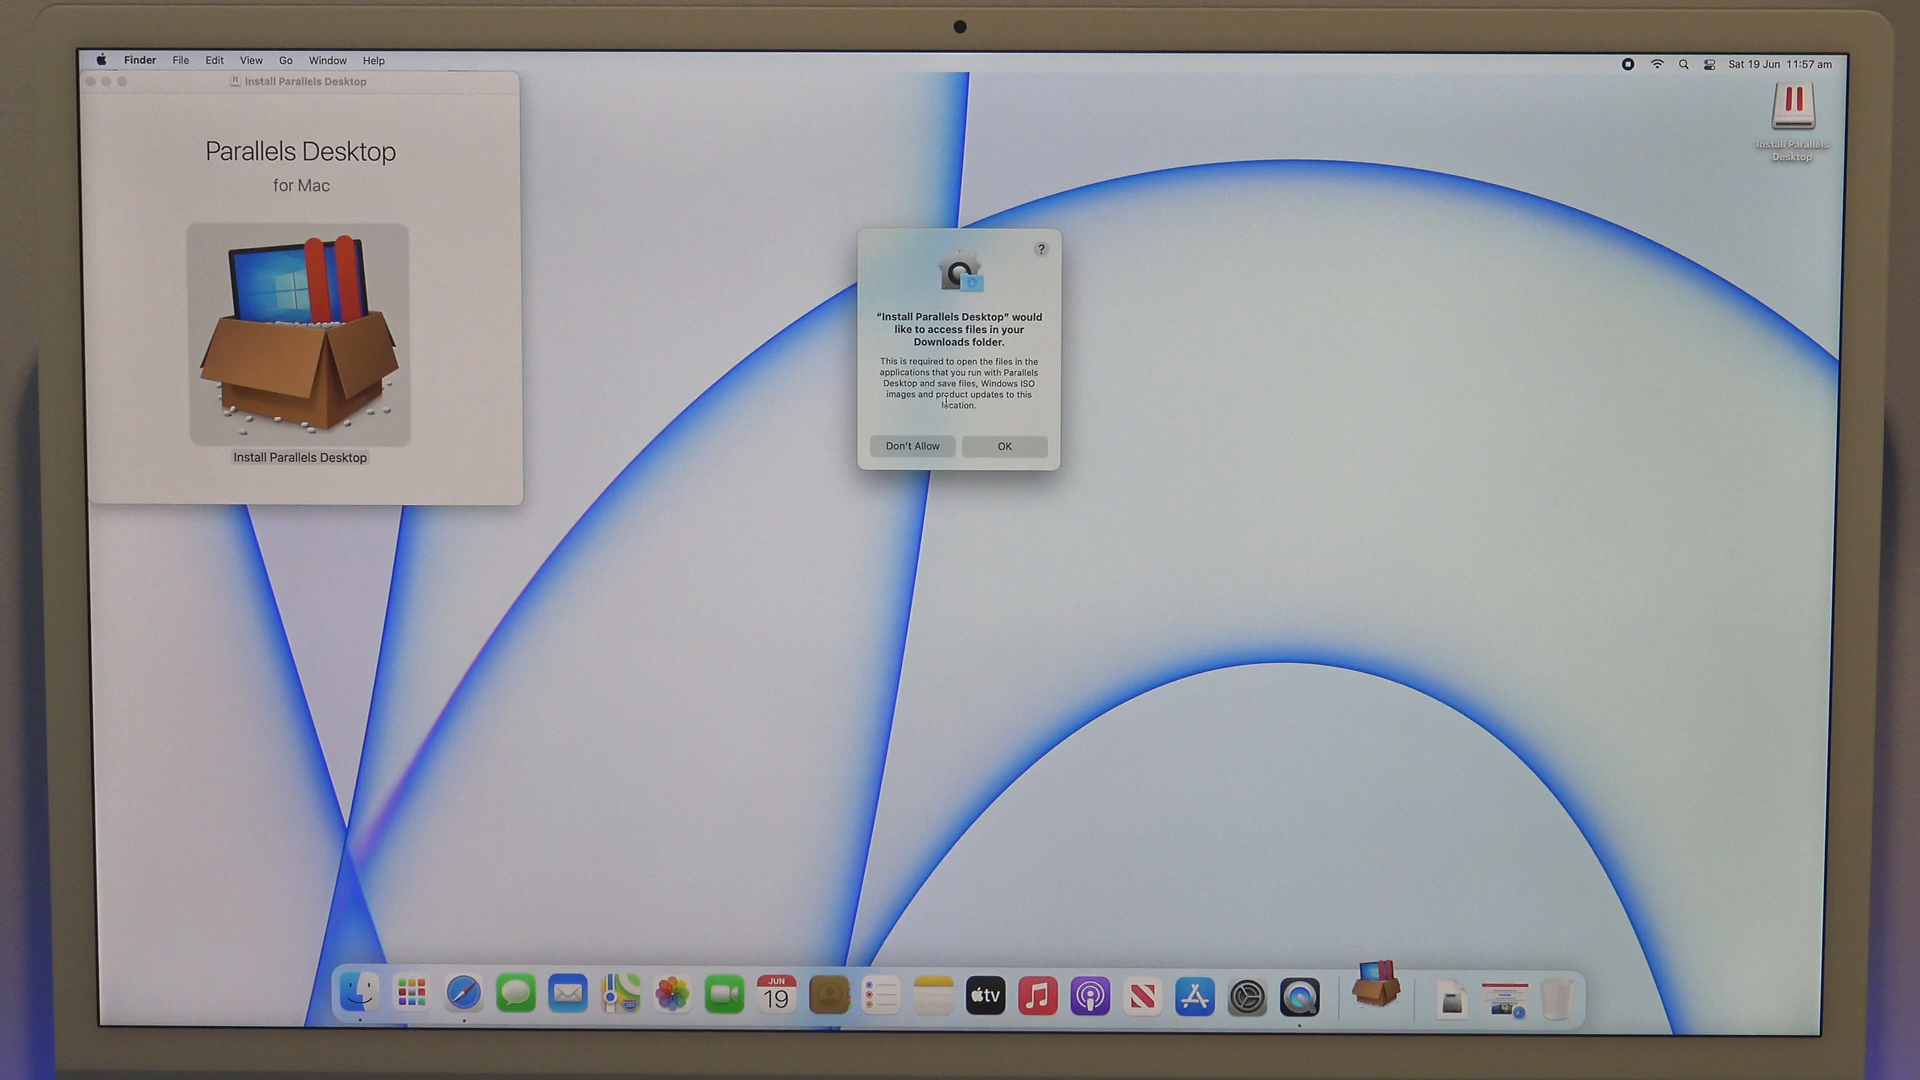 Finder File Edit View Go Window Help
Sat 19 Jun 11:57 am
Install Parallels Desktop
Parallels Desktop
for Mac
Install Parallels Desktop
Install Parallels
Desktop
?
“Install Parallels Desktop” would
like to access files in your
Downloads folder.
This is required to open the files in the
applications that you run with Parallels
Desktop and save files, Windows ISO
images and product updates to this
location.
Don't Allow
OK
JUN
19
tv